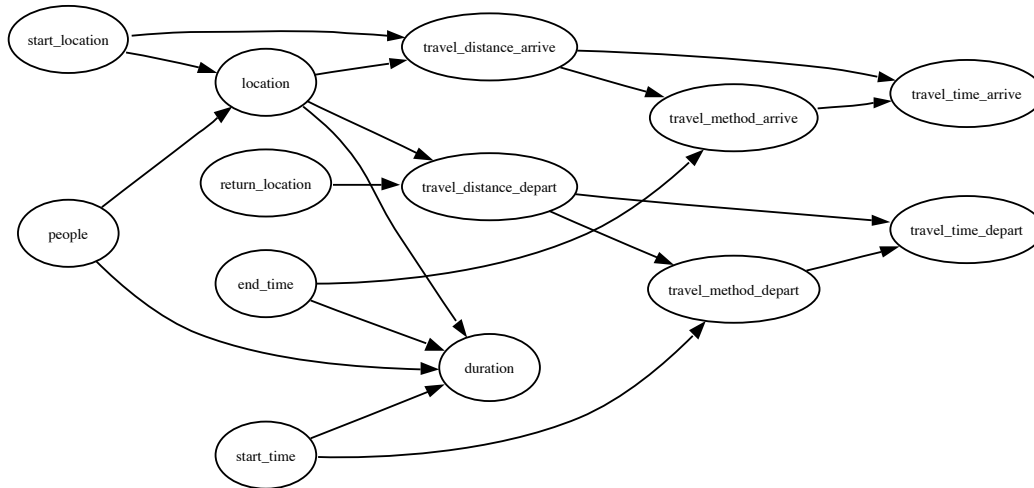 start_location
travel_distance_arrive
location
travel_time_arrive
travel_method_arrive
return_location
travel_distance_depart
people
travel_time_depart
end_time
travel_method_depart
duration
start_time